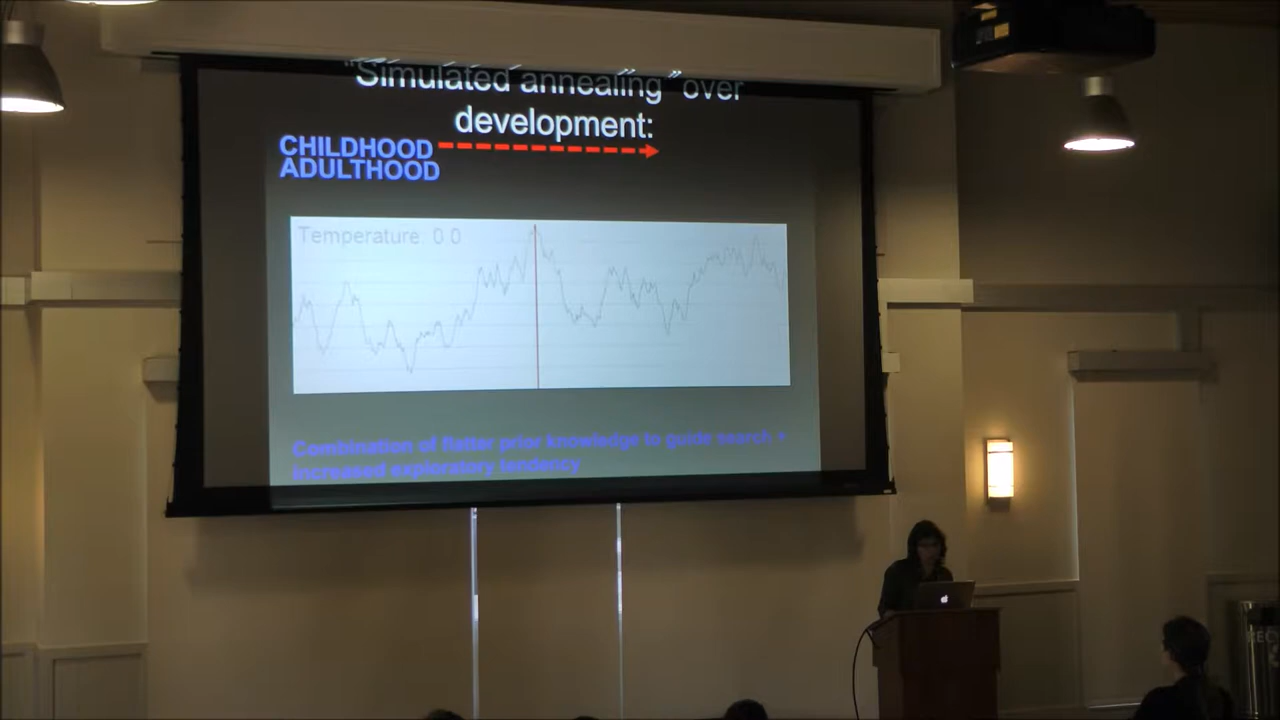 "Simulated annealing" over
development:
CHILDHOOD
ADULTHOOD
Temperature: 0 0
Combination of flatter prior knowledge to guide search +
increased exploratory tendency
REC